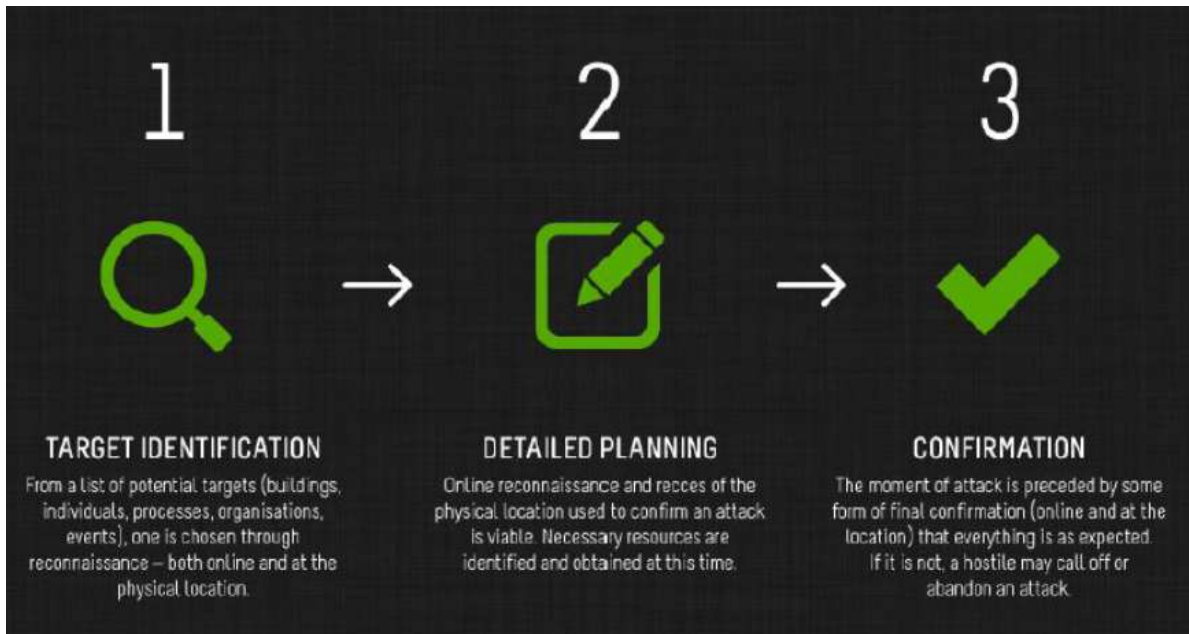 1
2
3
TARGET IDENTIFICATION
From a list of potential targets (buildings,
individuals, processes, organisations,
events), one is chosen through
reconnaissance – both online and at the
physical location.
DETAILED PLANNING
Online reconnaissance and recces of the
physical location used to confirm an attack
is viable. Necessary resources are
identified and obtained at this time.
CONFIRMATION
The moment of attack is preceded by some
form of final confirmation (online and at the
location) that everything is as expected.
If it is not, a hostile may call off or
abandon an attack.